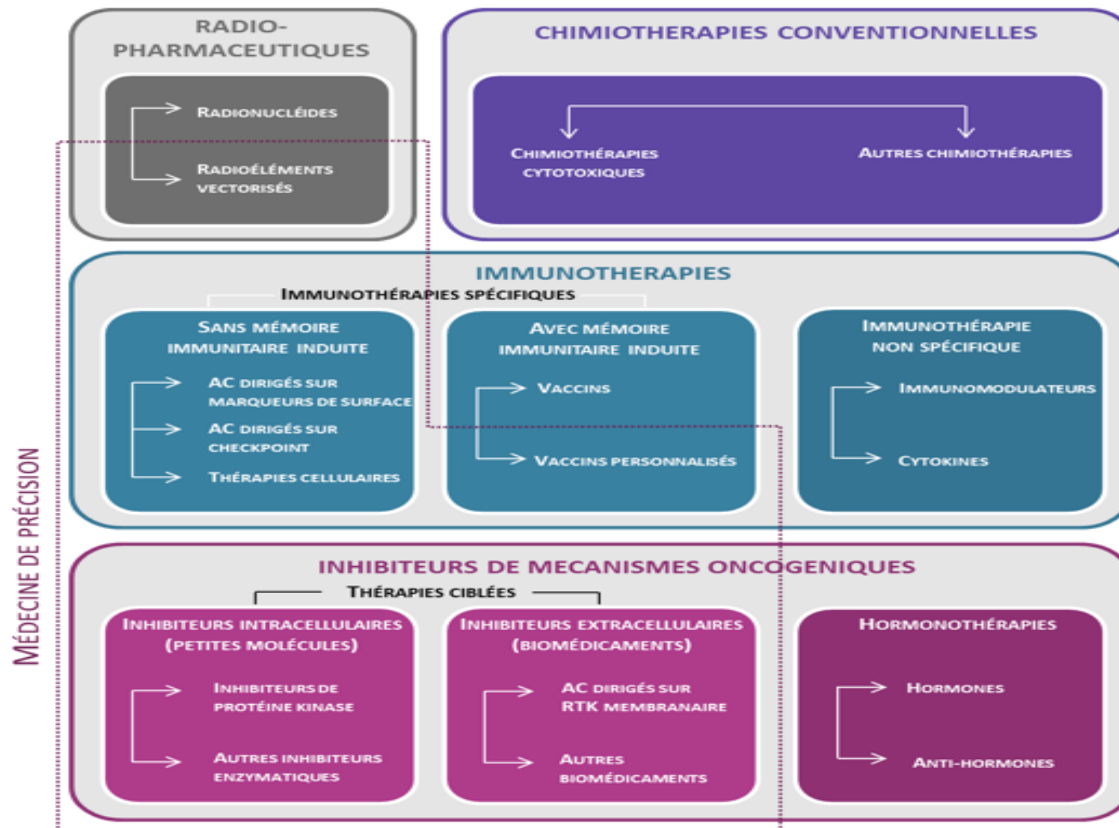 RADIO-
PHARMACEUTIQUES
RADIONUCLÉIDES
RADIOÉLÉMENTS
VECTORISÉS
CHIMIOTHERAPIES CONVENTIONNELLES
CHIMIOTHÉRAPIES
CYTOTOXIQUES
AUTRES CHIMIOTHÉRAPIES
IMMUNOTHERAPIES
IMMUNOTHÉRAPIES SPÉCIFIQUES
SANS MÉMOIRE
IMMUNITAIRE INDUITE
AC DIRIGÉS SUR
MARQUEURS DE SURFACE
AC DIRIGÉS SUR
CHECKPOINT
THÉRAPIES CELLULAIRES
AVEC MÉMOIRE
IMMUNITAIRE INDUITE
VACCINS
VACCINS PERSONNALISÉS
IMMUNOTHÉRAPIE
NON SPÉCIFIQUE
IMMUNOMODULATEURS
CYTOKINES
MÉDECINE DE PRÉCISION
INHIBITEURS DE MECANISMES ONCOGENIQUES
THÉRAPIES CIBLÉES
INHIBITEURS INTRACELLULAIRES
(PETITES MOLÉCULES)
INHIBITEURS DE
PROTÉINE KINASE
AUTRES INHIBITEURS
ENZYMATIQUES
INHIBITEURS EXTRACELLULAIRES
(BIOMÉDICAMENTS)
AC DIRIGÉS SUR
RTK MEMBRANAIRE
AUTRES
BIOMÉDICAMENTS
HORMONOTHÉRAPIES
HORMONES
ANTI-HORMONES